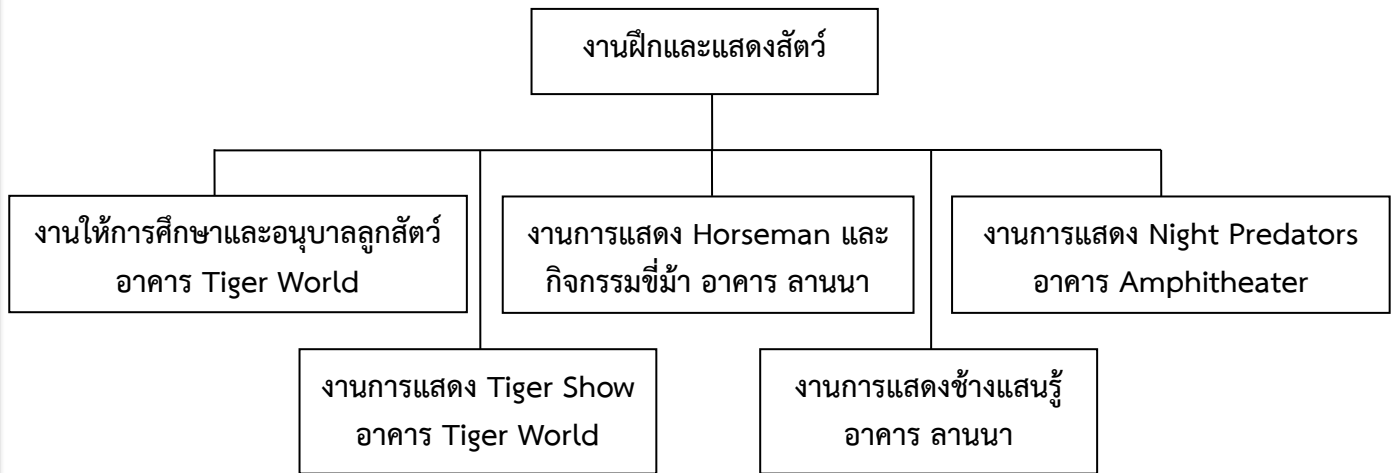 งานฝึกและแสดงสัตว์
งานให้การศึกษาและอนุบาลลูกสัตว์
อาคาร Tiger World
งานการแสดง Horseman และ
กิจกรรมขี่ม้า อาคาร ลานนา
งานการแสดง Night Predators
อาคาร Amphitheater
งานการแสดง Tiger Show
อาคาร Tiger World
งานการแสดงช้างแสนรู้
อาคาร ลานนา